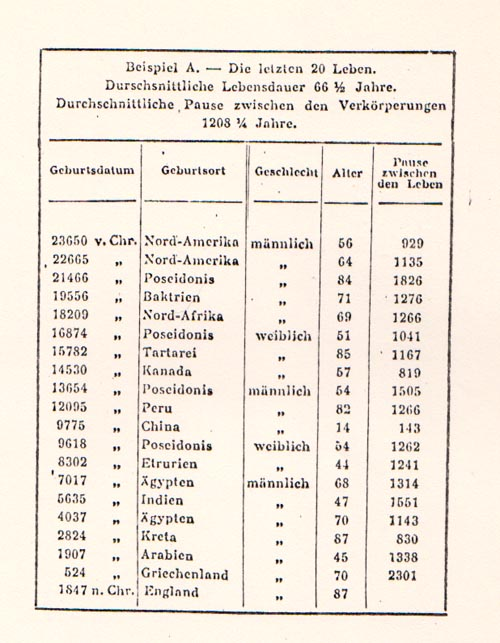 Beispiel A. — Die letzten 20 Leben.
Durschsnittliche Lebensdauer 66 ½ Jahre.
Durchschnittliche Pause zwischen den Verkörperungen
1208 ¼ Jahre.
Geburtsdatum Geburtsort Geschlecht Alter Pause zwischen den Leben
23650 v. Chr. Nord-Amerika männlich 56 929
22665 „ Nord-Amerika „ 64 1135
21466 „ Poseidonis „ 84 1826
19556 „ Baktrien „ 71 1276
18209 „ Nord-Afrika „ 69 1266
16874 „ Poseidonis weiblich 51 1041
15782 „ Tartarei „ 85 1167
14530 „ Kanada „ 57 819
13654 „ Poseidonis männlich 54 1505
12095 „ Peru „ 82 1266
9775 „ China „ 14 143
9618 „ Poseidonis weiblich 54 1262
8302 „ Etrurien „ 44 1241
7017 „ Ägypten männlich 68 1314
5635 „ Indien „ 47 1551
4037 „ Ägypten „ 70 1143
2824 „ Kreta „ 87 830
1907 „ Arabien „ 45 1338
524 „ Griechenland „ 70 2301
1847 n. Chr. England „ 87